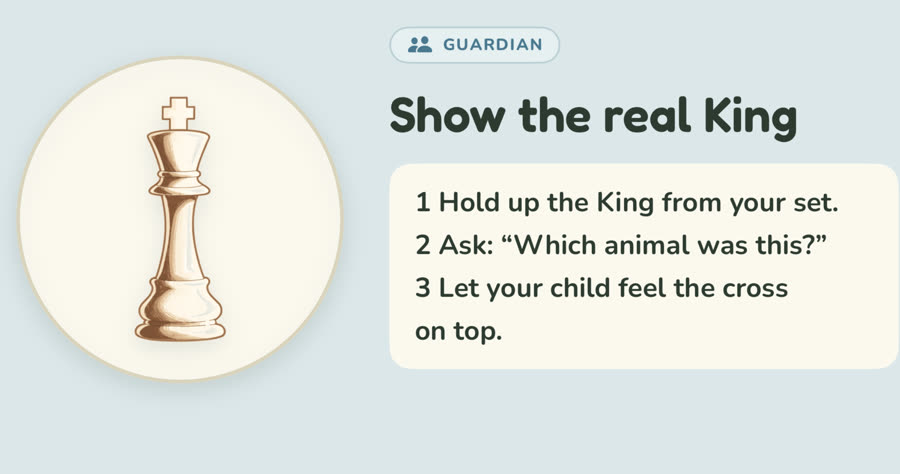 GUARDIAN
Show the real King
1 Hold up the King from your set.
2 Ask: “Which animal was this?”
3 Let your child feel the cross
on top.